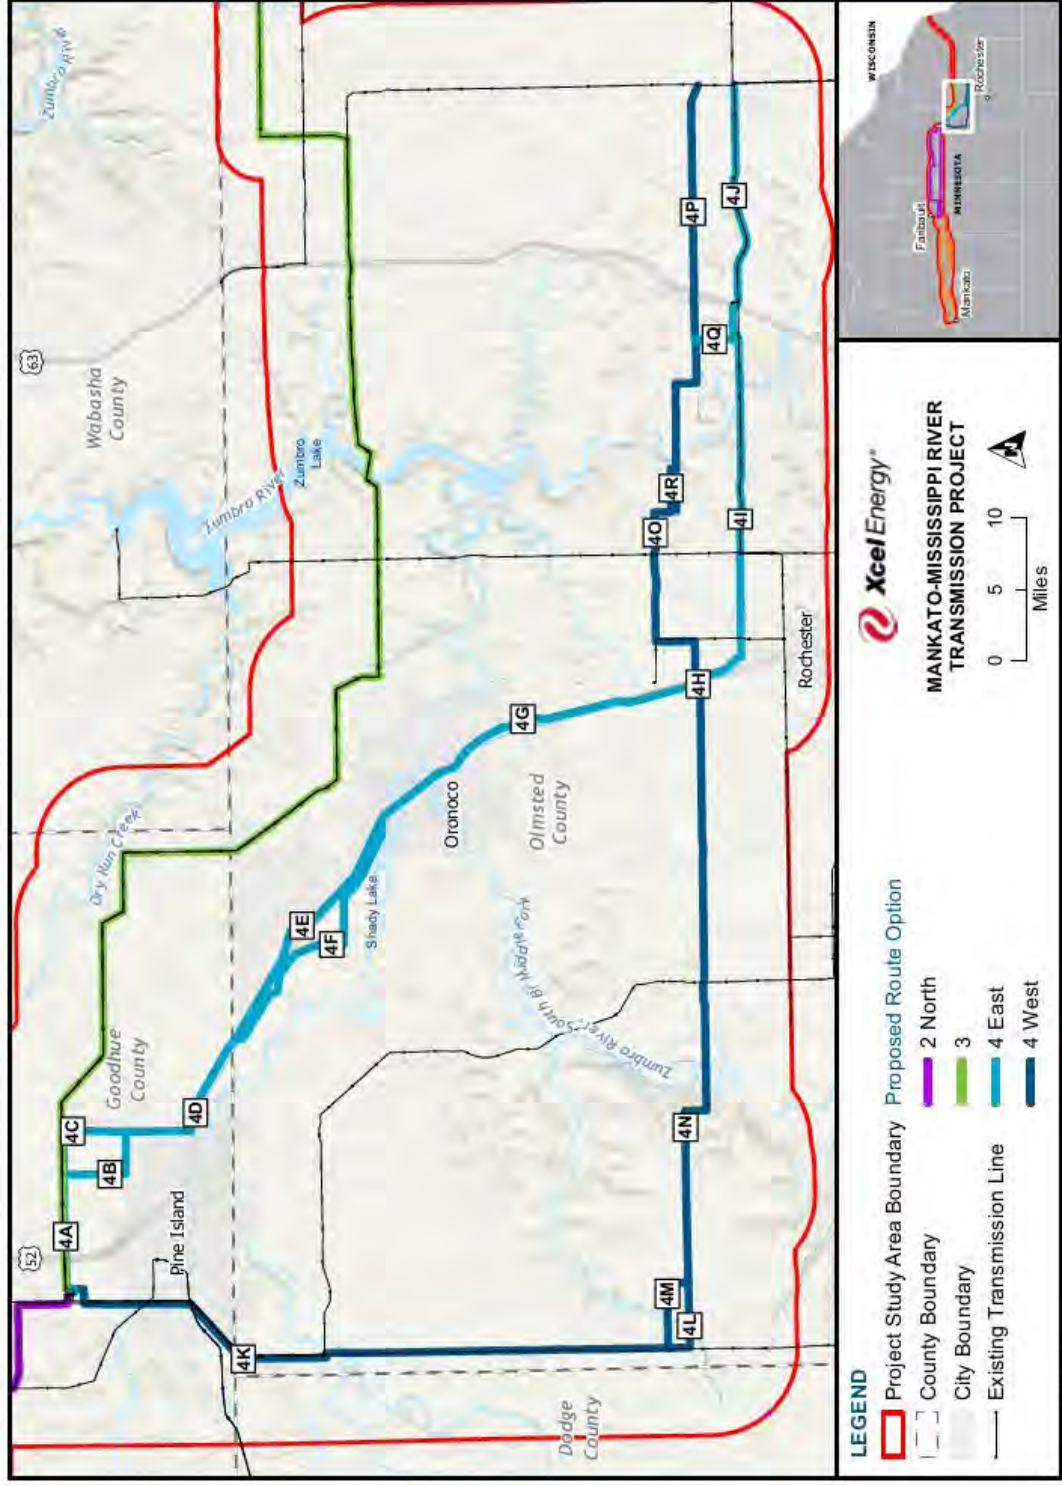 Zumbro River
63
Wabasha
County
Zumbro River
Zumbro
Lake
Dry Run Creek
52
Goodhue
County
Pine Island
Shady Lake
Oronoco
Olmsted
County
Rochester
Dodge
County
4A
4B
4C
4D
4E
4F
4G
4H
4I
4J
4K
4L
4M
4N
4O
4P
4Q
4R
LEGEND
Project Study Area Boundary
County Boundary
City Boundary
Existing Transmission Line
Proposed Route Option
2 North
3
4 East
4 West
Xcel Energy®
MANKATO-MISSISSIPPI RIVER
TRANSMISSION PROJECT
0 5 10
Miles
N
WISCONSIN
MINNESOTA
Faribault
Mankato
Rochester